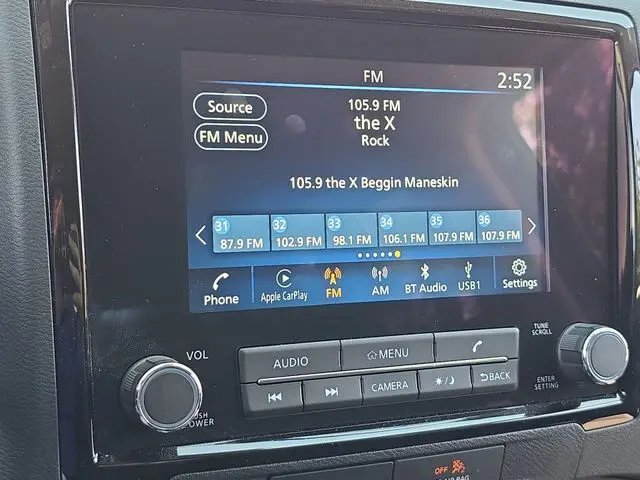 FM 2:52
Source
FM Menu
105.9 FM
the X
Rock
105.9 the X Beggin Maneskin
31 32 33 34 35 36
87.9 FM 102.9 FM 98.1 FM 106.1 FM 107.9 FM 107.9 FM
Phone Apple CarPlay FM AM BT Audio USB1 Settings
VOL
AUDIO
MENU
TUNE
SCROLL
CAMERA
BACK
ENTER
SETTING
OFF
BAG